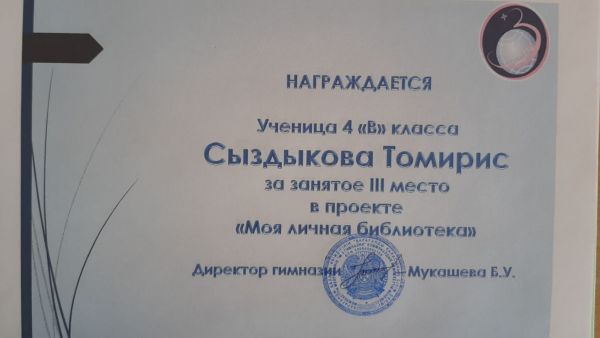 НАГРАЖДАЕТСЯ
Ученица 4 «В» класса
Сыздыкова Томирис
за занятое III место
в проекте
«Моя личная библиотека»
Директор гимназии Мукашева Б.У.